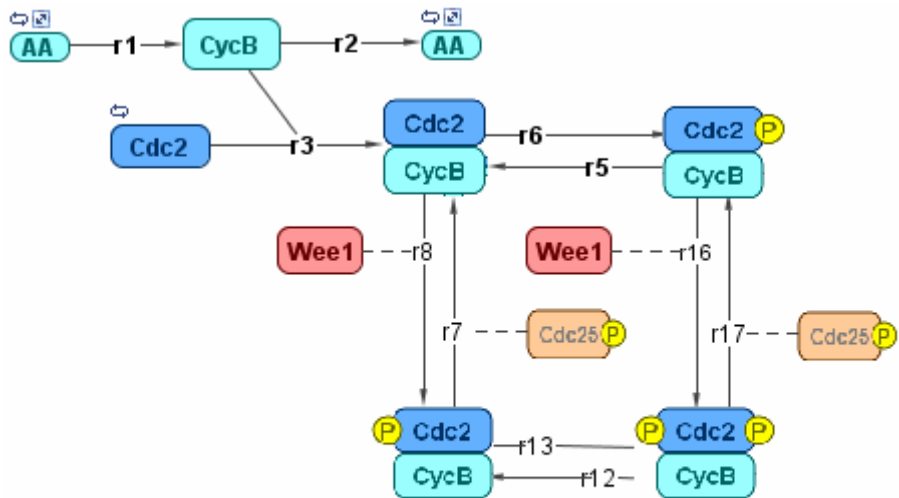 AA r1 CycB r2 AA
Cdc2 r3 Cdc2 r6 Cdc2 P
CycB r5 CycB
Wee1 r8 Wee1 r16
r7 Cdc25 P r17 Cdc25 P
P Cdc2 r13 P Cdc2 P
CycB r12 CycB